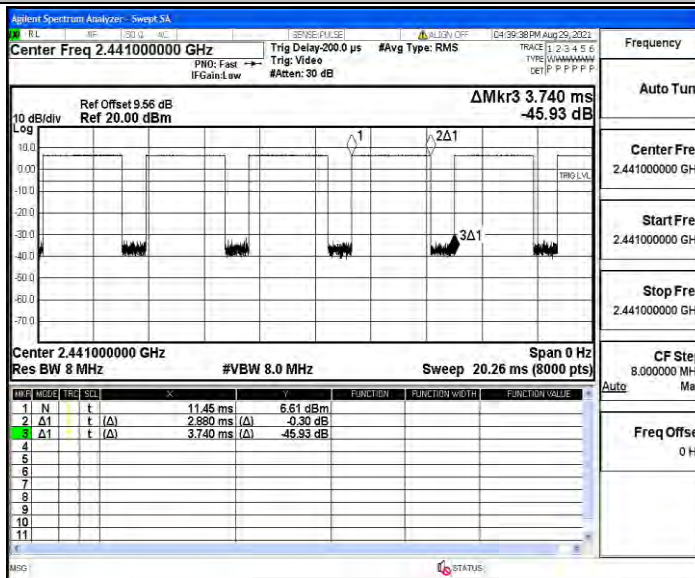 Agilent Spectrum Analyzer - Swept SA
RL RF 50 Ω AC SENSE:PULSE ALIGN OFF 04:39:38 PM Aug 29, 2021
Center Freq 2.441000000 GHz
PNO: Fast
IFGain:Low
Trig Delay-200.0 µs
Trig: Video
#Atten: 30 dB
#Avg Type: RMS
TRACE 1 2 3 4 5 6
TYPE
DET P P P P P P
Ref Offset 9.56 dB
10 dB/div Ref 20.00 dBm
Log
ΔMkr3 3.740 ms
-45.93 dB
10.0
0.00
-10.0
-20.0
-30.0
-40.0
-50.0
-60.0
-70.0
1
2Δ1
TRIG LVL
3Δ1
Center 2.441000000 GHz Span 0 Hz
Res BW 8 MHz #VBW 8.0 MHz Sweep 20.26 ms (8000 pts)
MKR MODE TRC SCL X Y FUNCTION FUNCTION WIDTH FUNCTION VALUE
1 N t 11.45 ms 6.61 dBm
2 Δ1 t (Δ) 2.880 ms (Δ) -0.30 dB
3 Δ1 t (Δ) 3.740 ms (Δ) -45.93 dB
4
5
6
7
8
9
10
11
MSG STATUS
Frequency
Auto Tun
Center Fre
2.441000000 GH
Start Fre
2.441000000 GH
Stop Fre
2.441000000 GH
CF Ste
8.000000 MH
Auto Ma
Freq Offse
0 H